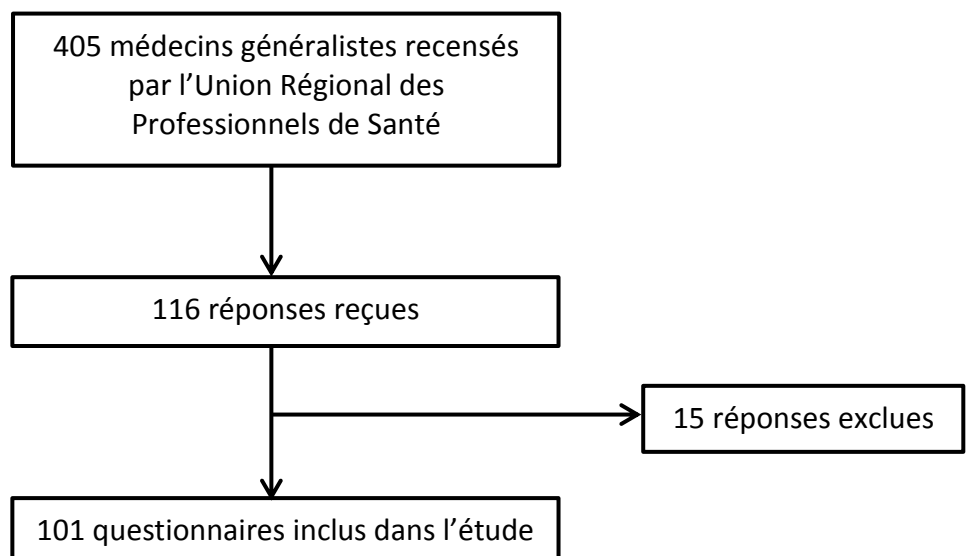 405 médecins généralistes recensés
par l’Union Régional des
Professionnels de Santé
116 réponses reçues
15 réponses exclues
101 questionnaires inclus dans l’étude